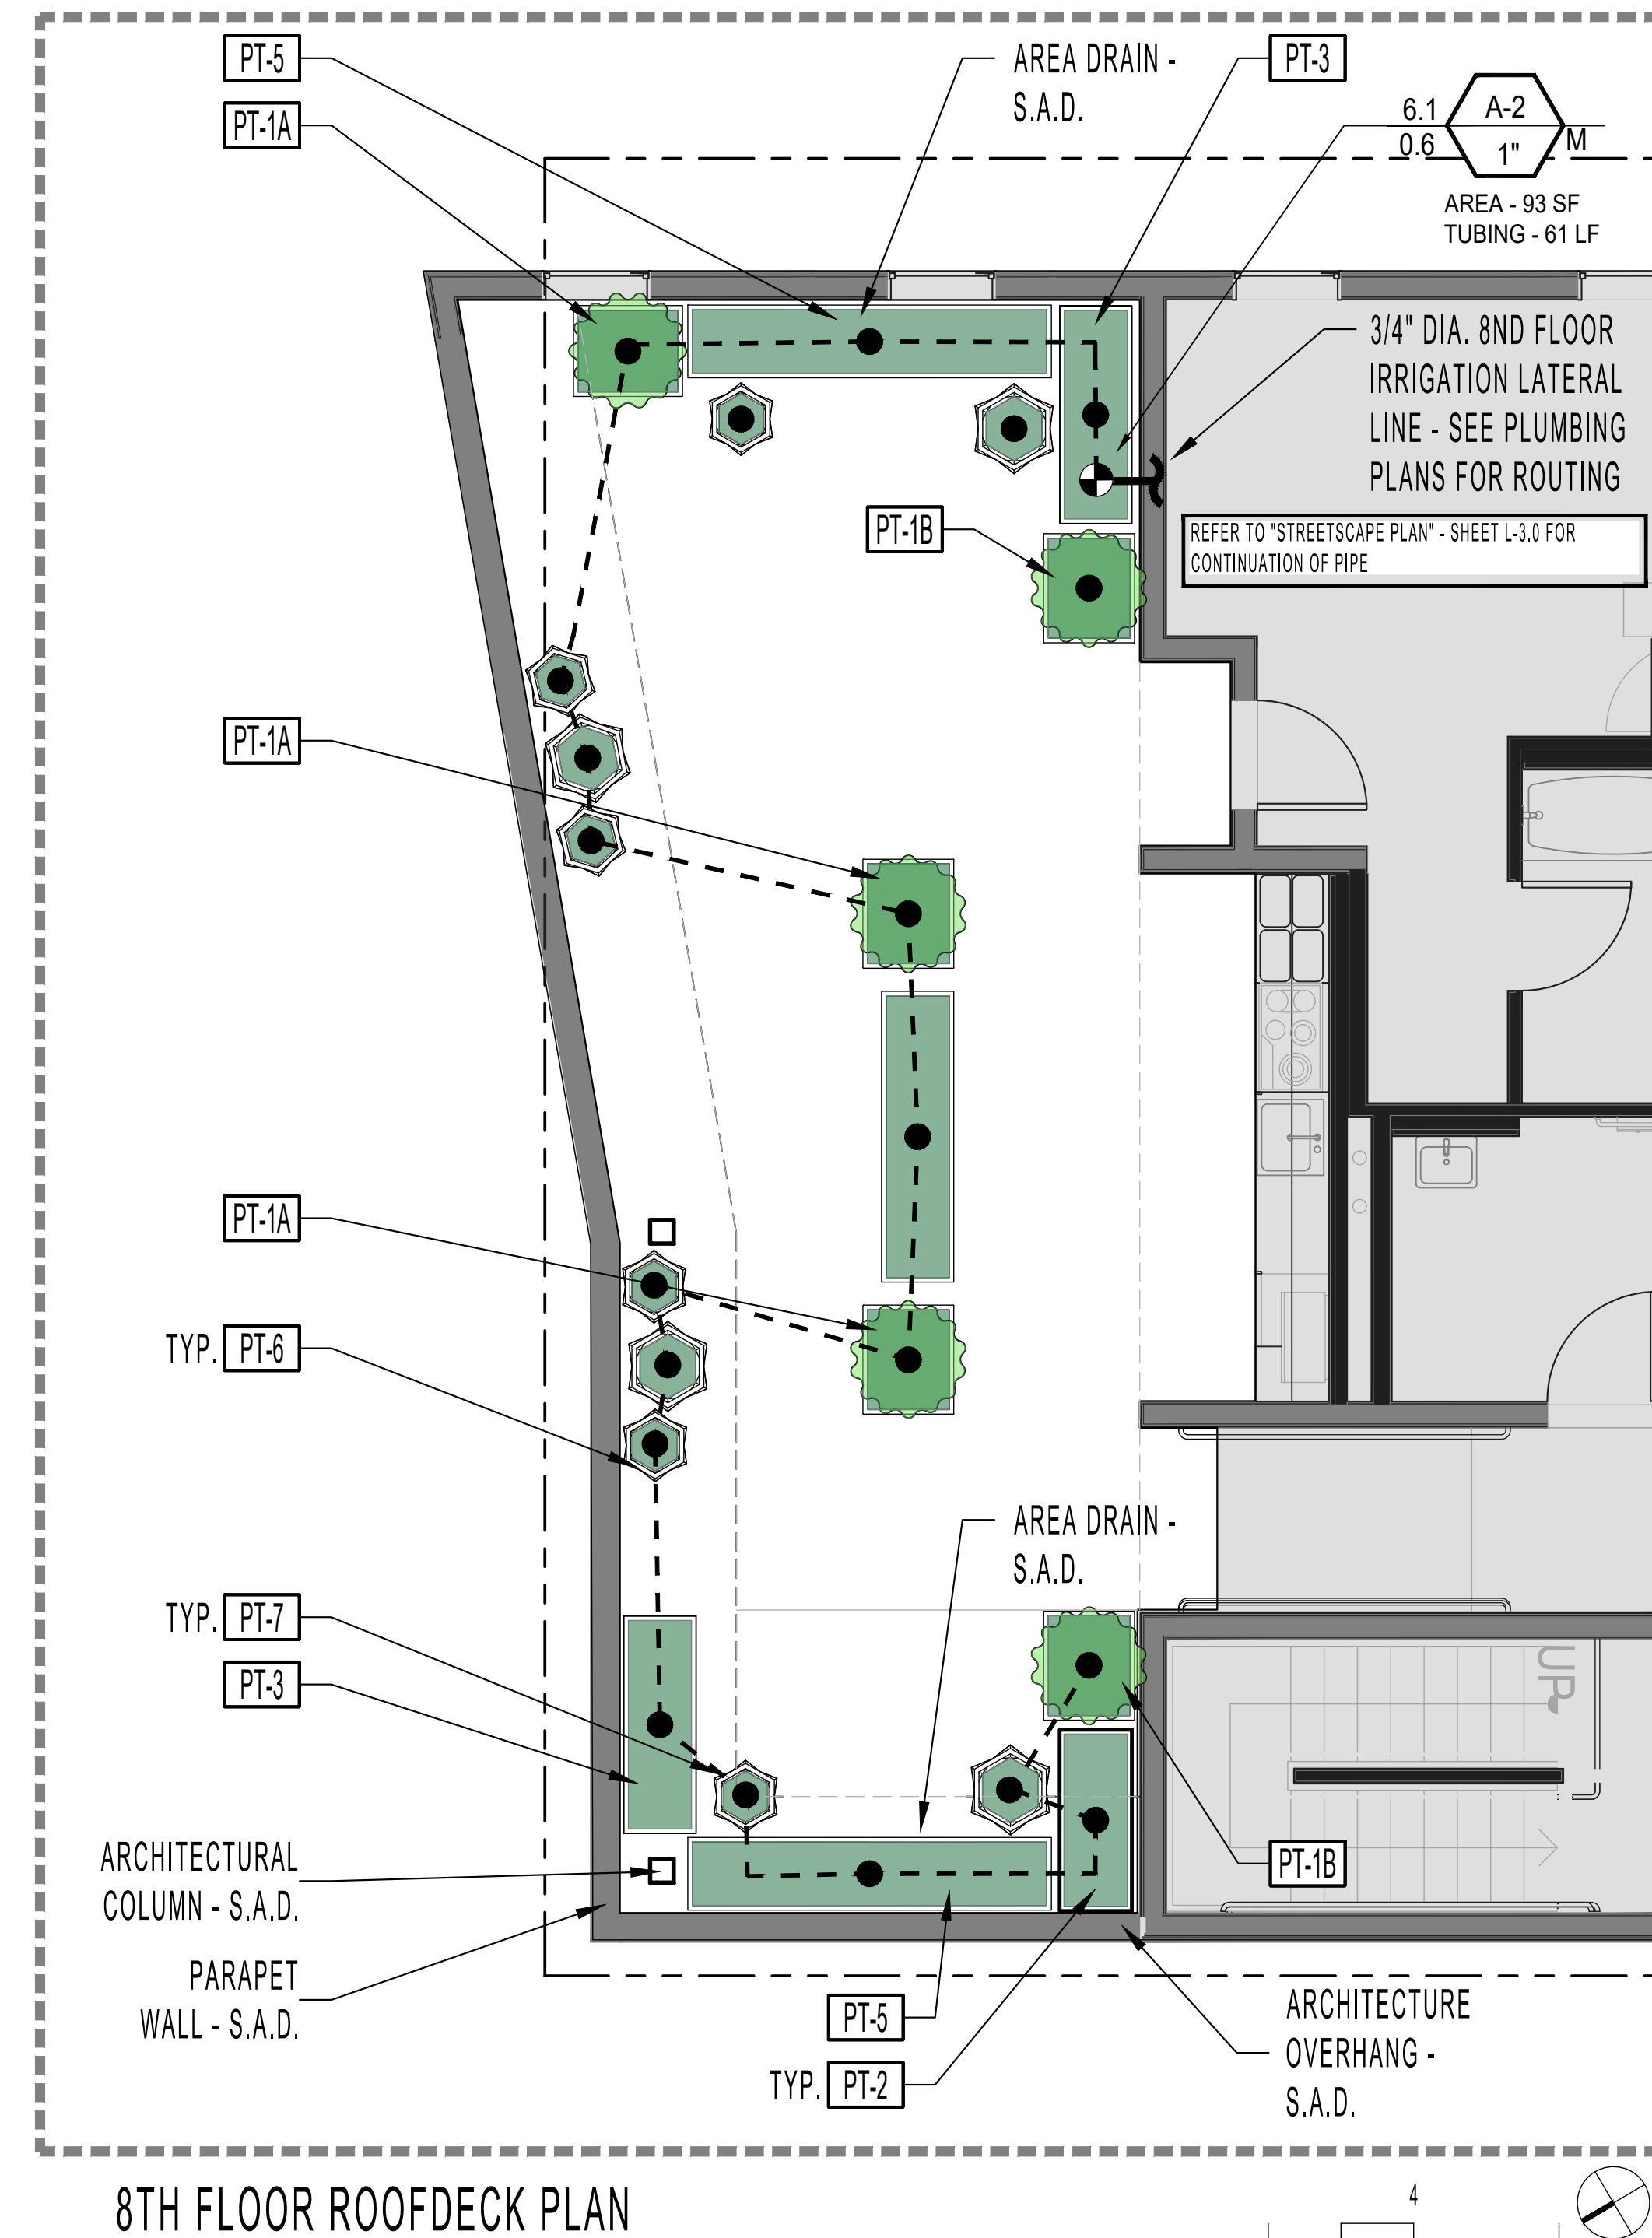 PT-5
PT-1A
AREA DRAIN -
S.A.D.
PT-3
6.1
0.6
A-2
1"
M
AREA - 93 SF
TUBING - 61 LF
3/4" DIA. 8ND FLOOR
IRRIGATION LATERAL
LINE - SEE PLUMBING
PLANS FOR ROUTING
PT-1B
REFER TO "STREETSCAPE PLAN" - SHEET L-3.0 FOR
CONTINUATION OF PIPE
PT-1A
PT-1A
TYP. PT-6
AREA DRAIN -
S.A.D.
TYP. PT-7
PT-3
UP
ARCHITECTURAL
COLUMN - S.A.D.
PT-1B
PARAPET
WALL - S.A.D.
PT-5
TYP. PT-2
ARCHITECTURE
OVERHANG -
S.A.D.
8TH FLOOR ROOFDECK PLAN
4